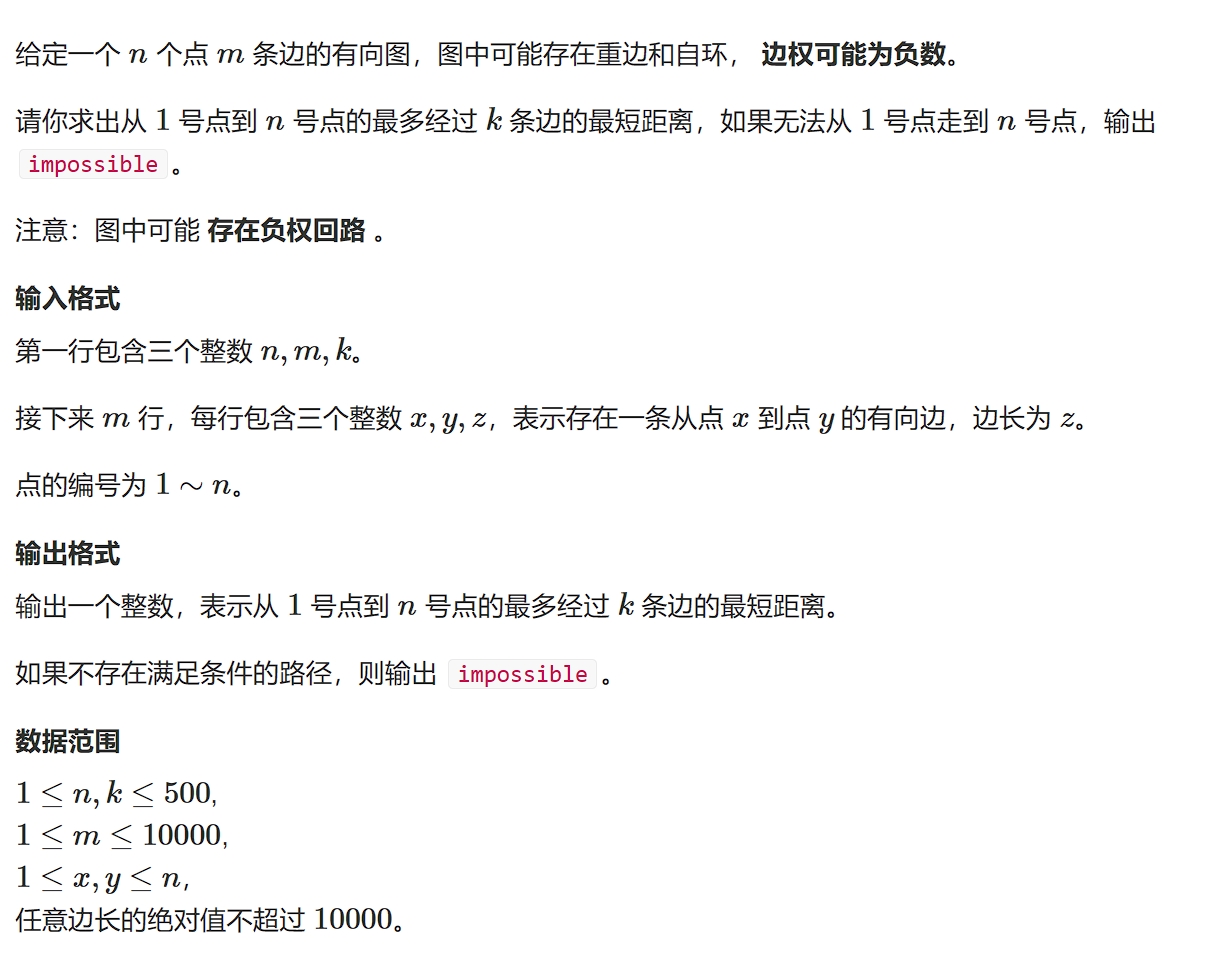 给定一个 n 个点 m 条边的有向图，图中可能存在重边和自环， 边权可能为负数。
请你求出从 1 号点到 n 号点的最多经过 k 条边的最短距离，如果无法从 1 号点走到 n 号点，输出
impossible 。
注意：图中可能 存在负权回路 。
输入格式
第一行包含三个整数 n, m, k。
接下来 m 行，每行包含三个整数 x, y, z，表示存在一条从点 x 到点 y 的有向边，边长为 z。
点的编号为 1 ∼ n。
输出格式
输出一个整数，表示从 1 号点到 n 号点的最多经过 k 条边的最短距离。
如果不存在满足条件的路径，则输出 impossible 。
数据范围
1 ≤ n, k ≤ 500,
1 ≤ m ≤ 10000,
1 ≤ x, y ≤ n，
任意边长的绝对值不超过 10000。